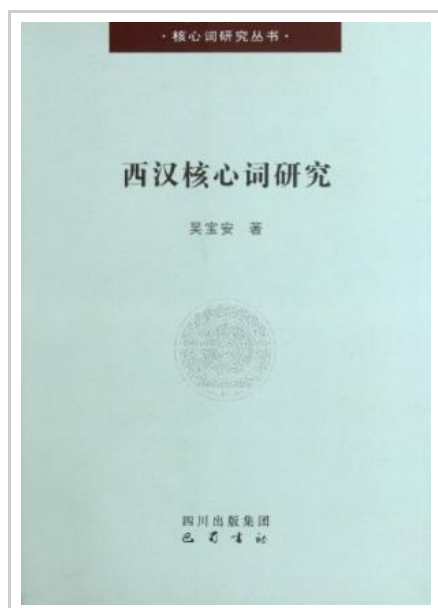 ·核心词研究丛书·
西汉核心词研究
吴宝安 著
四川出版集团
巴蜀书社